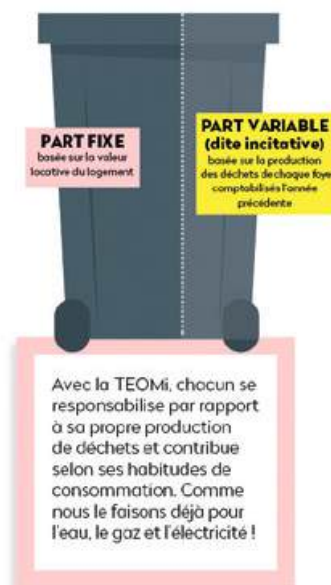 PART FIXE
basée sur la valeur
locative du logement
PART VARIABLE
(dite incitative)
basée sur la production
des déchets de chaque foye
comptabilisés l'année
précédente
Avec la TEOMi, chacun se
responsabilise par rapport
à sa propre production
de déchets et contribue
selon ses habitudes de
consommation. Comme
nous le faisons déjà pour
l'eau, le gaz et l'électricité !